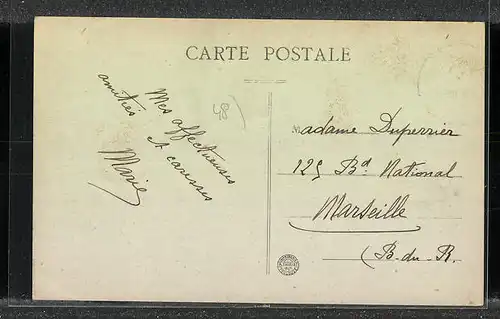 CARTE POSTALE
48
Mes affectueuses
amitiés et caresses
Marie
Madame Duperrier
125 Bd. National
Marseille
(B-du-R.